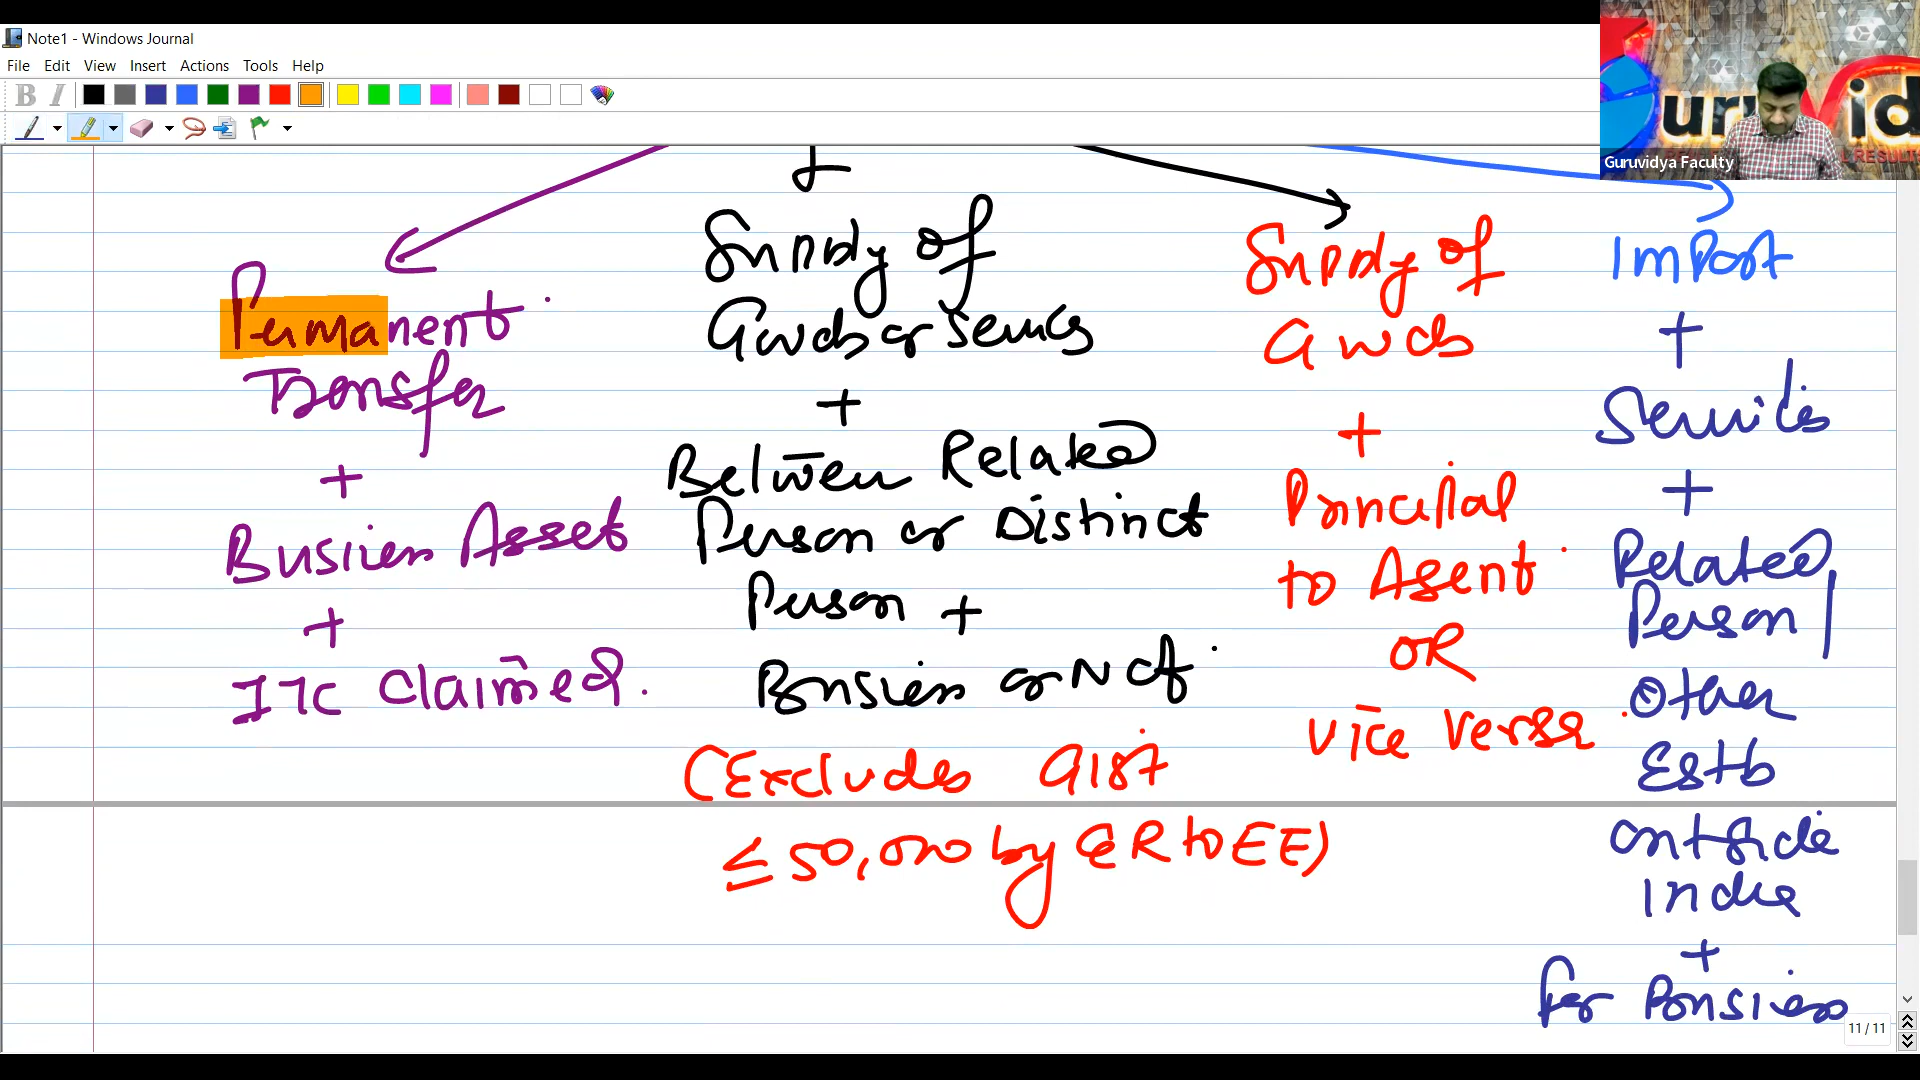 Note1 - Windows Journal
File Edit View Insert Actions Tools Help
B I
Guruvidya Faculty
Permanent
Transfer
+
Business Asset
+
ITC Claimed.
Supply of
Goods or Services
+
Between Related
Person or Distinct
Person +
Business or Not
(Excludes Gift
≤ 50,000 by ER to EE)
Supply of
Goods
+
Principal
to Agent
OR
Vice Versa
Import
+
Services
+
Related
Person /
Other
Estb
outside
India
+
for Business
11 / 11